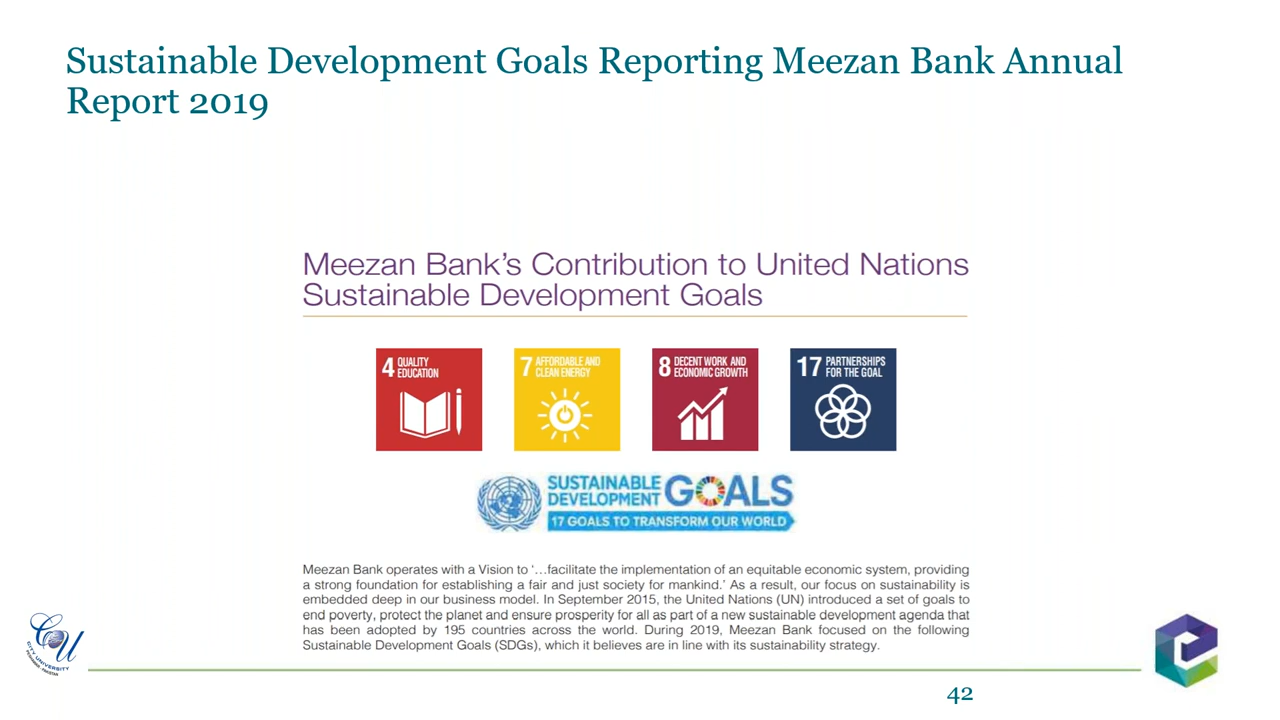 Sustainable Development Goals Reporting Meezan Bank Annual
Report 2019
Meezan Bank's Contribution to United Nations
Sustainable Development Goals
4 QUALITY
EDUCATION
7 AFFORDABLE AND
CLEAN ENERGY
8 DECENT WORK AND
ECONOMIC GROWTH
17 PARTNERSHIPS
FOR THE GOAL
SUSTAINABLE
DEVELOPMENT
GOALS
17 GOALS TO TRANSFORM OUR WORLD
Meezan Bank operates with a Vision to ‘…facilitate the implementation of an equitable economic system, providing
a strong foundation for establishing a fair and just society for mankind.’ As a result, our focus on sustainability is
embedded deep in our business model. In September 2015, the United Nations (UN) introduced a set of goals to
end poverty, protect the planet and ensure prosperity for all as part of a new sustainable development agenda that
has been adopted by 195 countries across the world. During 2019, Meezan Bank focused on the following
Sustainable Development Goals (SDGs), which it believes are in line with its sustainability strategy.
CU
CITY UNIVERSITY
42